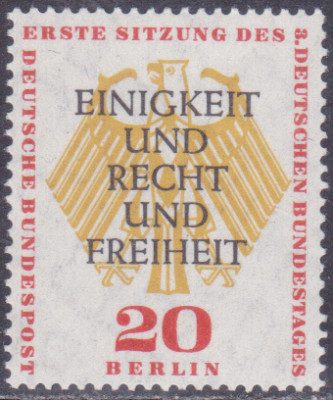 DEUTSCHE BUNDESPOST
ERSTE SITZUNG DES
3. DEUTSCHEN BUNDESTAGES
EINIGKEIT
UND
RECHT
UND
FREIHEIT
20
BERLIN